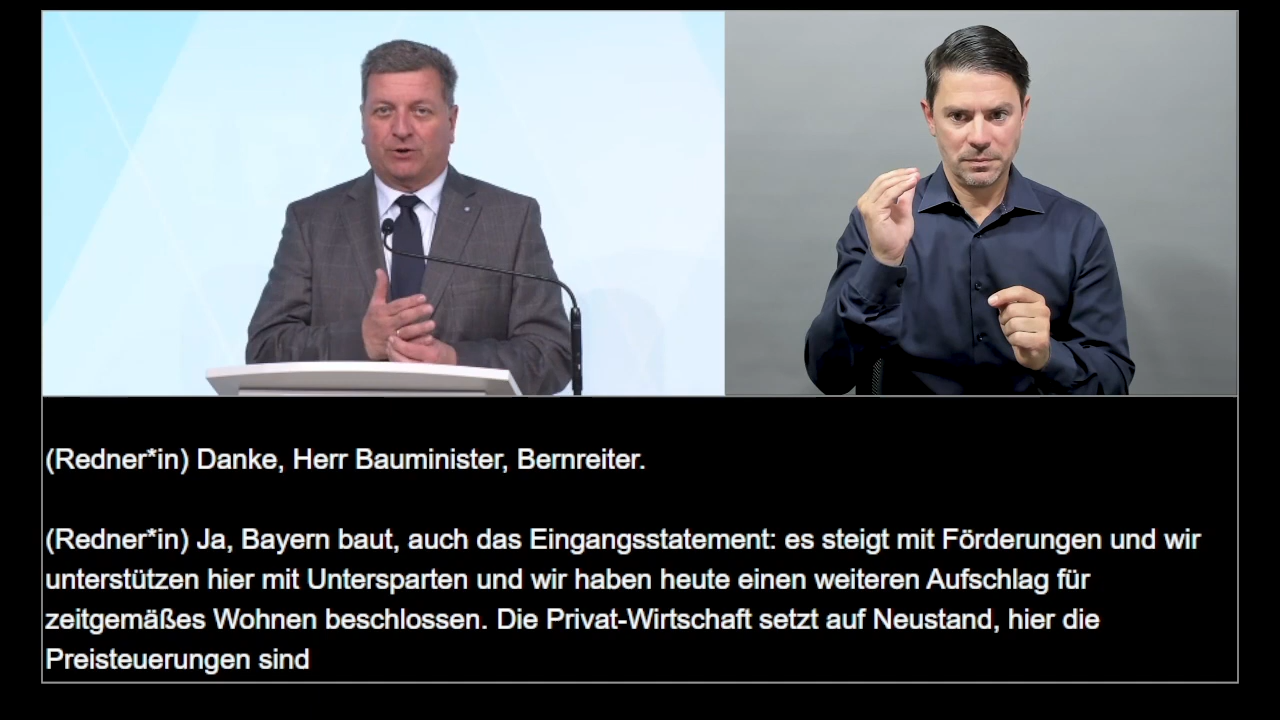 (Redner*in) Danke, Herr Bauminister, Bernreiter.
(Redner*in) Ja, Bayern baut, auch das Eingangsstatement: es steigt mit Förderungen und wir
unterstützen hier mit Untersparten und wir haben heute einen weiteren Aufschlag für
zeitgemäßes Wohnen beschlossen. Die Privat-Wirtschaft setzt auf Neustand, hier die
Preisteuerungen sind